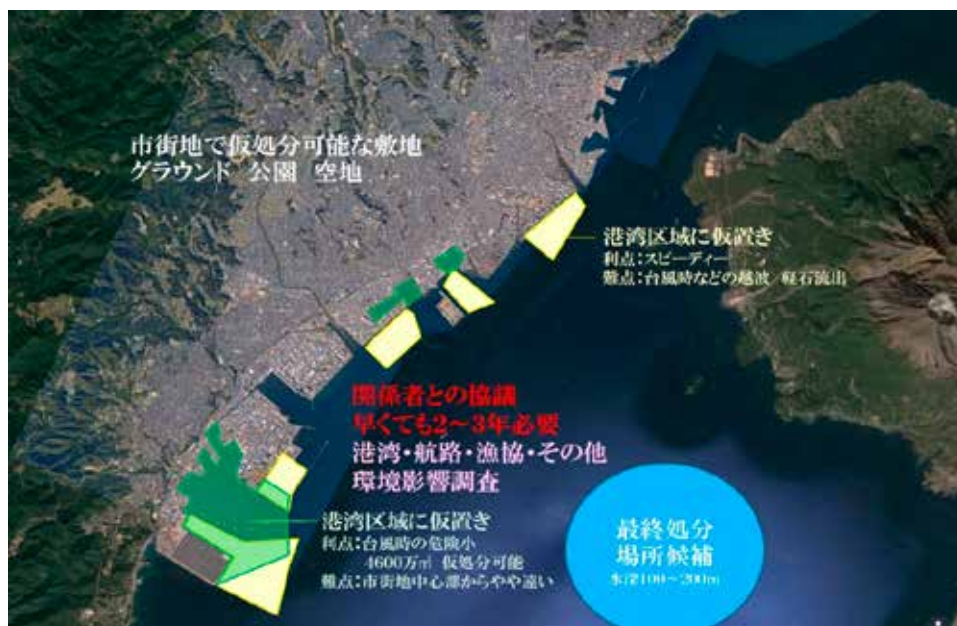 市街地で仮処分可能な敷地
グラウンド 公園 空地
港湾区域に仮置き
利点：スピーディー
難点：台風時などの越波 軽石流出
関係者との協議
早くても2～3年必要
港湾・航路・漁協・その他
環境影響調査
港湾区域に仮置き
利点：台風時の危険小
4600万㎥ 仮処分可能
難点：市街地中心部からやや遠い
最終処分
場所候補
水深100～200m